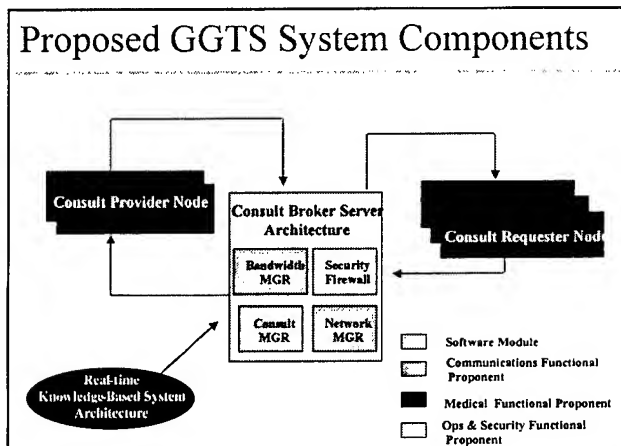 Proposed GGTS System Components
Consult Provider Node
Consult Broker Server
Architecture
Consult Requester Node
Bandwidth
MGR
Security
Firewall
Consult
MGR
Network
MGR
Real-time
Knowledge-Based System
Architecture
Software Module
Communications Functional
Proponent
Medical Functional Proponent
Ops & Security Functional
Proponent